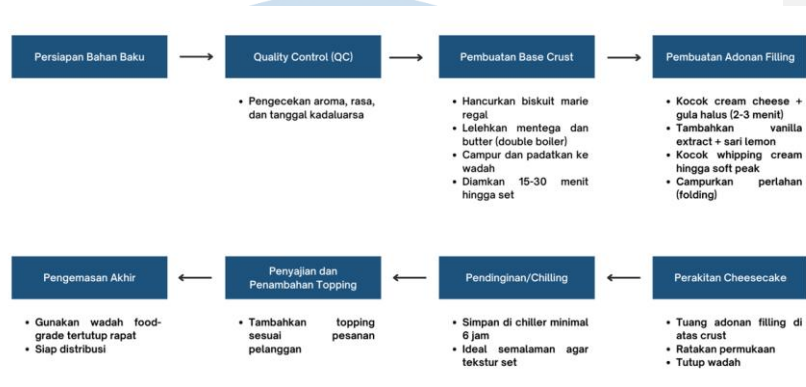 Persiapan Bahan Baku
Quality Control (QC)
• Pengecekan aroma, rasa,
dan tanggal kadaluarsa
Pembuatan Base Crust
• Hancurkan biskuit marie
regal
• Lelehkan mentega dan
butter (double boiler)
• Campur dan padatkan ke
wadah
• Diamkan 15-30 menit
hingga set
Pembuatan Adonan Filling
• Kocok cream cheese +
gula halus (2-3 menit)
• Tambahkan vanilla
extract + sari lemon
• Kocok whipping cream
hingga soft peak
• Campurkan perlahan
(folding)
Perakitan Cheesecake
• Tuang adonan filling di
atas crust
• Ratakan permukaan
• Tutup wadah
Pendinginan/Chilling
• Simpan di chiller minimal
6 jam
• Ideal semalaman agar
tekstur set
Penyajian dan
Penambahan Topping
• Tambahkan topping
sesuai pesanan
pelanggan
Pengemasan Akhir
• Gunakan wadah food-
grade tertutup rapat
• Siap distribusi